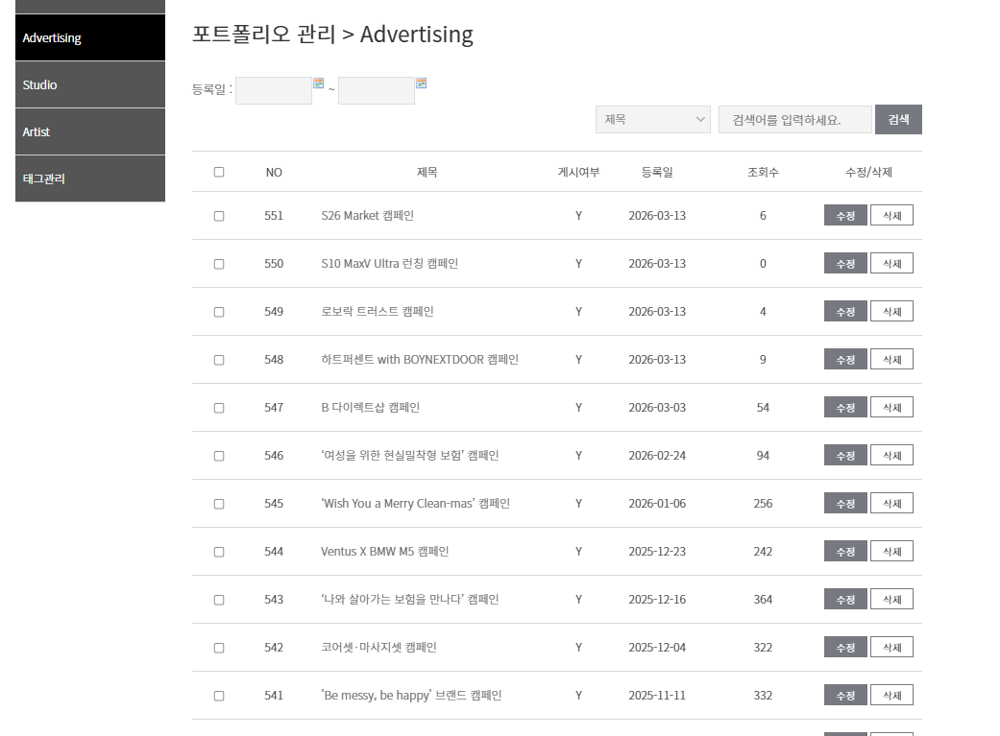 Advertising
Studio
Artist
태그관리
포트폴리오 관리 > Advertising
등록일 : ~
제목 검색어를 입력하세요. 검색
NO 제목 게시여부 등록일 조회수 수정/삭제
551 S26 Market 캠페인 Y 2026-03-13 6 수정 삭제
550 S10 MaxV Ultra 런칭 캠페인 Y 2026-03-13 0 수정 삭제
549 로보락 트러스트 캠페인 Y 2026-03-13 4 수정 삭제
548 하트퍼센트 with BOYNEXTDOOR 캠페인 Y 2026-03-13 9 수정 삭제
547 B 다이렉트샵 캠페인 Y 2026-03-03 54 수정 삭제
546 ‘여성을 위한 현실밀착형 보험’ 캠페인 Y 2026-02-24 94 수정 삭제
545 ‘Wish You a Merry Clean-mas’ 캠페인 Y 2026-01-06 256 수정 삭제
544 Ventus X BMW M5 캠페인 Y 2025-12-23 242 수정 삭제
543 ‘나와 살아가는 보험을 만나다’ 캠페인 Y 2025-12-16 364 수정 삭제
542 코어셋·마사지셋 캠페인 Y 2025-12-04 322 수정 삭제
541 'Be messy, be happy' 브랜드 캠페인 Y 2025-11-11 332 수정 삭제